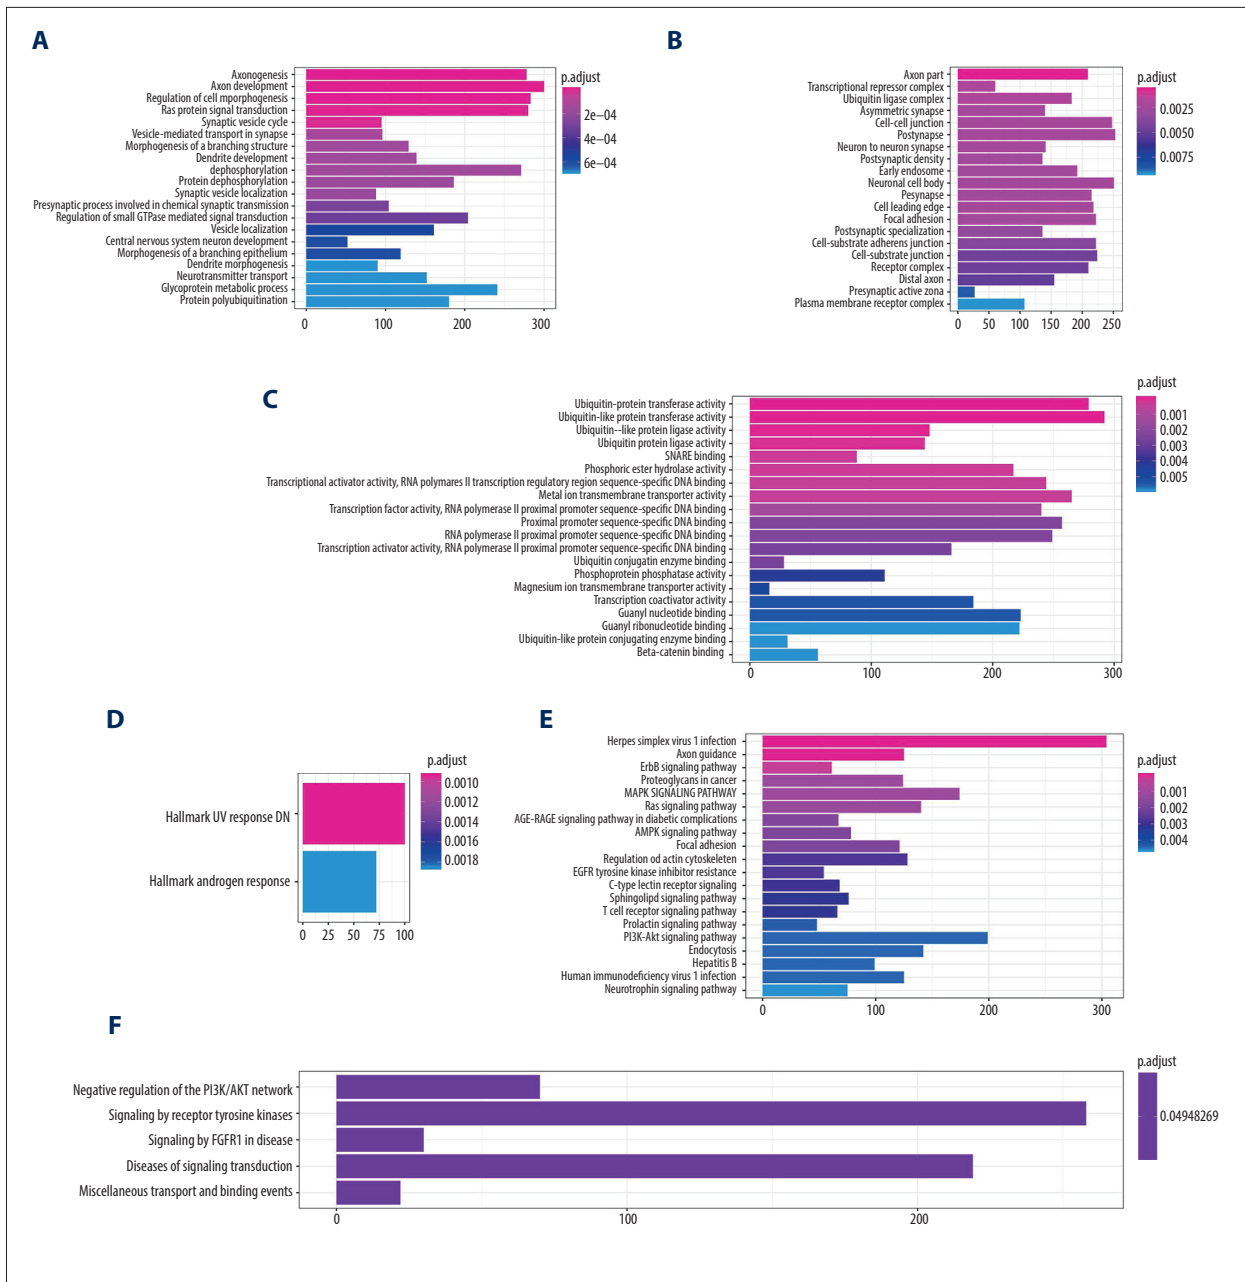 A
Axonogenesis
Axon development
Regulation of cell mporphogenesis
Ras protein signal transduction
Synaptic vesicle cycle
Vesicle-mediated transport in synapse
Morphogenesis of a branching structure
Dendrite development
dephosphorylation
Protein dephosphorylation
Synaptic vesicle localization
Presynaptic process involved in chemical synaptic transmission
Regulation of small GTPase mediated signal transduction
Vesicle localization
Central nervous system neuron development
Morphogenesis of a branching epithelium
Dendrite morphogenesis
Neurotransmitter transport
Glycoprotein metabolic process
Protein polyubiquitination
0 100 200 300
p.adjust
2e–04
4e–04
6e–04
B
Axon part
Transcriptional repressor complex
Ubiquitin ligase complex
Asymmetric synapse
Cell-cell junction
Postynapse
Neuron to neuron synapse
Postsynaptic density
Early endosome
Neuronal cell body
Pesynapse
Cell leading edge
Focal adhesion
Postsynaptic specialization
Cell-substrate adherens junction
Cell-substrate junction
Receptor complex
Distal axon
Presynaptic active zona
Plasma membrane receptor complex
0 50 100 150 200 250
p.adjust
0.0025
0.0050
0.0075
C
Ubiquitin-protein transferase activity
Ubiquitin-like protein transferase activity
Ubiquitin--like protein ligase activity
Ubiquitin protein ligase activity
SNARE binding
Phosphoric ester hydrolase activity
Transcriptional activator activity, RNA polymares II transcription regulatory region sequence-specific DNA binding
Metal ion transmembrane transporter activity
Transcription factor activity, RNA polymerase II proximal promoter sequence-specific DNA binding
Proximal promoter sequence-specific DNA binding
RNA polymerase II proximal promoter sequence-specific DNA binding
Transcription activator activity, RNA polymerase II proximal promoter sequence-specific DNA binding
Ubiquitin conjugatin enzyme binding
Phosphoprotein phosphatase activity
Magnesium ion transmembrane transporter activity
Transcription coactivator activity
Guanyl nucleotide binding
Guanyl ribonucleotide binding
Ubiquitin-like protein conjugating enzyme binding
Beta-catenin binding
0 100 200 300
p.adjust
0.001
0.002
0.003
0.004
0.005
D
Hallmark UV response DN
Hallmark androgen response
0 25 50 75 100
p.adjust
0.0010
0.0012
0.0014
0.0016
0.0018
E
Herpes simplex virus 1 infection
Axon guidance
ErbB signaling pathway
Proteoglycans in cancer
MAPK SIGNALING PATHWAY
Ras signaling pathway
AGE-RAGE signaling pathway in diabetic complications
AMPK signaling pathway
Focal adhesion
Regulation od actin cytoskeleten
EGFR tyrosine kinase inhibitor resistance
C-type lectin receptor signaling
Sphingolipd signaling pathway
T cell receptor signaling pathway
Prolactin signaling pathway
PI3K-Akt signaling pathway
Endocytosis
Hepatitis B
Human immunodeficiency virus 1 infection
Neurotrophin signaling pathway
0 100 200 300
p.adjust
0.001
0.002
0.003
0.004
F
Negative regulation of the PI3K/AKT network
Signaling by receptor tyrosine kinases
Signaling by FGFR1 in disease
Diseases of signaling transduction
Miscellaneous transport and binding events
0 100 200
p.adjust
0.04948269